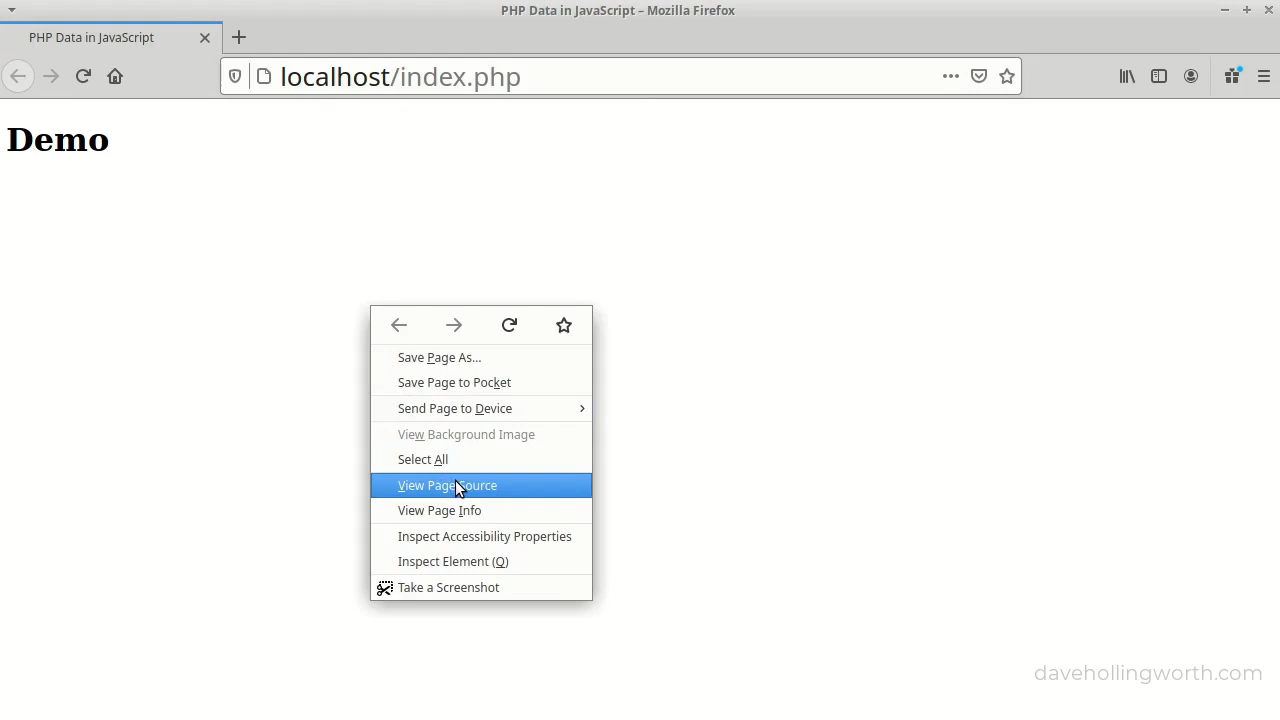 PHP Data in JavaScript – Mozilla Firefox
PHP Data in JavaScript
localhost/index.php
Demo
Save Page As...
Save Page to Pocket
Send Page to Device
View Background Image
Select All
View Page Source
View Page Info
Inspect Accessibility Properties
Inspect Element (Q)
Take a Screenshot
davehollingworth.com